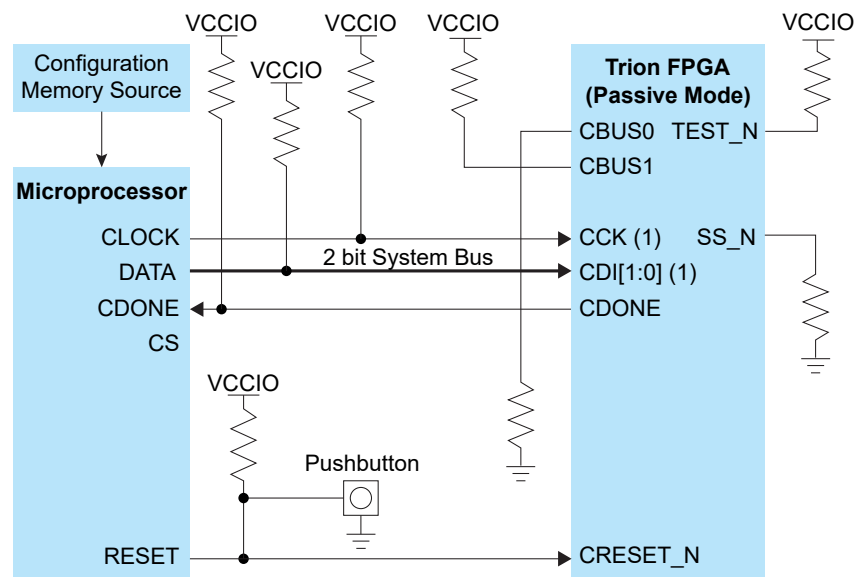 VCCIO
VCCIO
VCCIO
VCCIO
VCCIO
Configuration
Memory Source
Trion FPGA
(Passive Mode)
CBUS0
TEST_N
CBUS1
Microprocessor
CLOCK
CCK (1)
SS_N
DATA
2 bit System Bus
CDI[1:0] (1)
CDONE
CDONE
CS
VCCIO
Pushbutton
RESET
CRESET_N